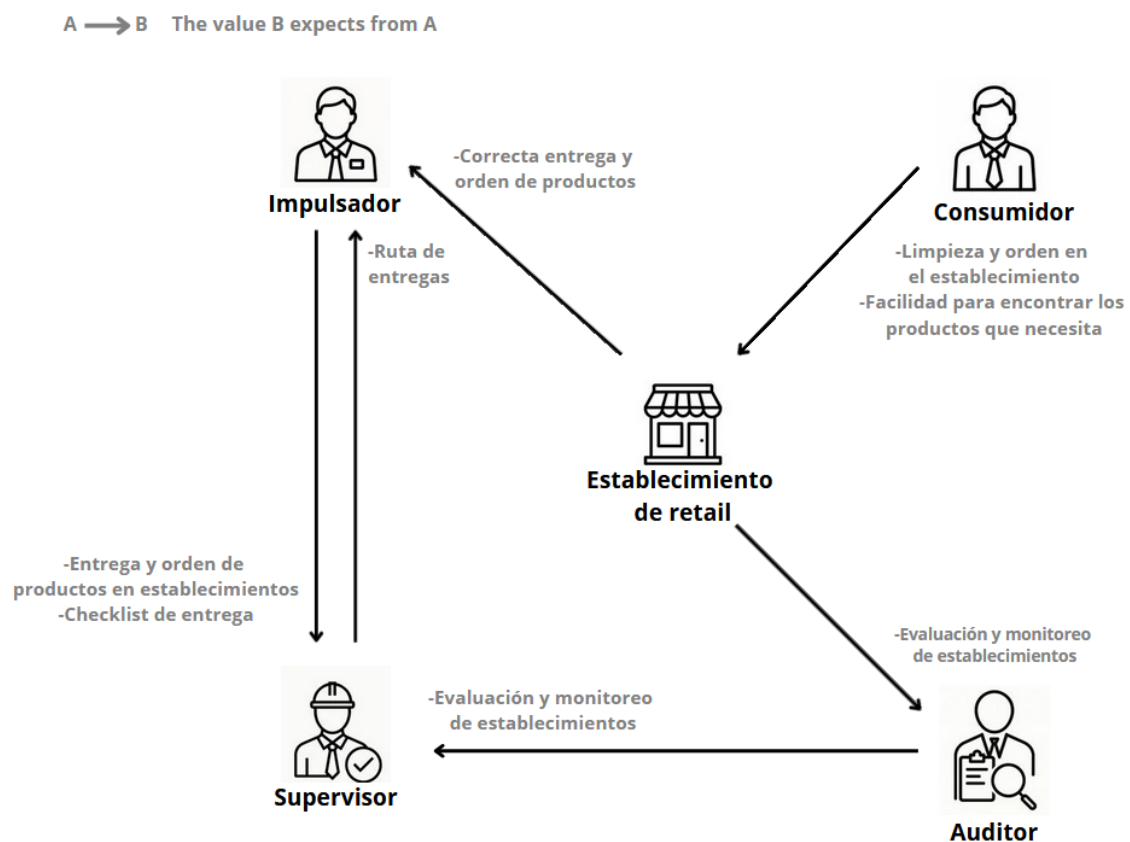 A B The value B expects from A
Impulsador
-Correcta entrega y
orden de productos
Consumidor
-Ruta de
entregas
-Limpieza y orden en
el establecimiento
-Facilidad para encontrar los
productos que necesita
Establecimiento
de retail
-Entrega y orden de
productos en establecimientos
-Checklist de entrega
-Evaluación y monitoreo
de establecimientos
-Evaluación y monitoreo
de establecimientos
Supervisor
Auditor